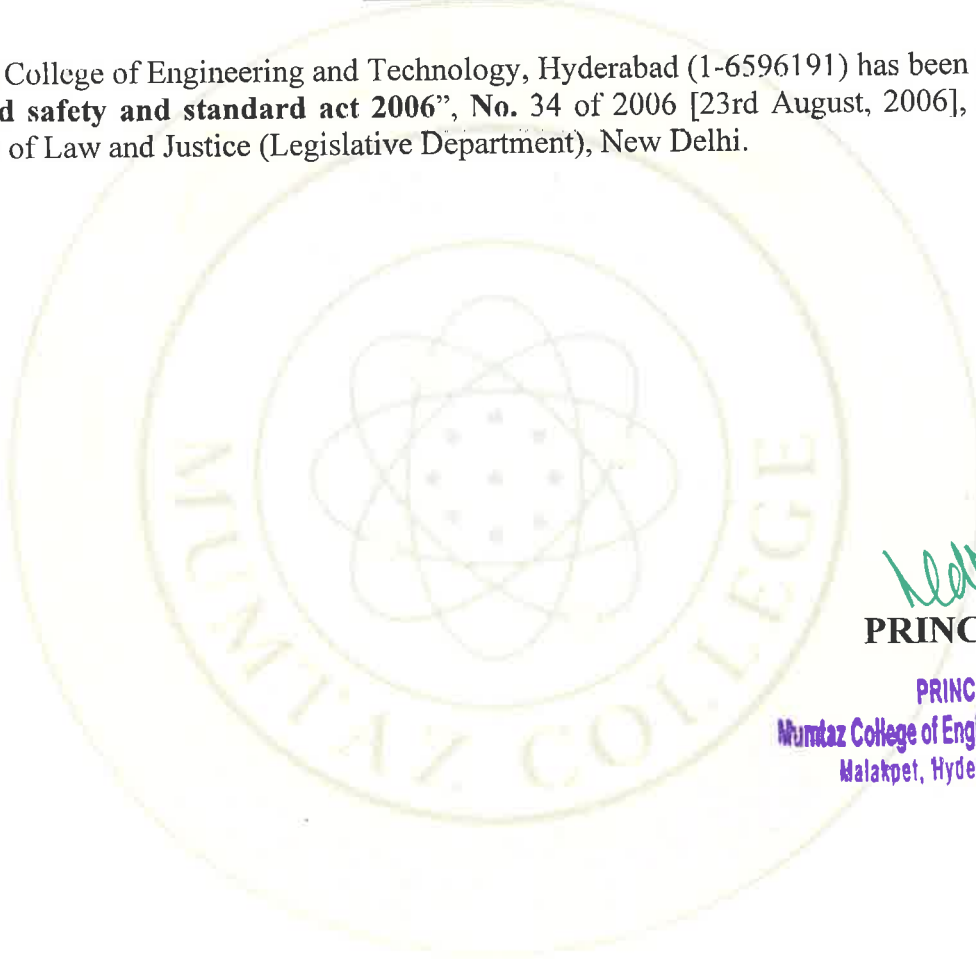 College of Engineering and Technology, Hyderabad (1-6596191) has been
d safety and standard act 2006”, No. 34 of 2006 [23rd August, 2006],
of Law and Justice (Legislative Department), New Delhi.
MUMTAZ COLLEGE
PRINC
PRINC
Mumtaz College of Eng
Malakpet, Hyde